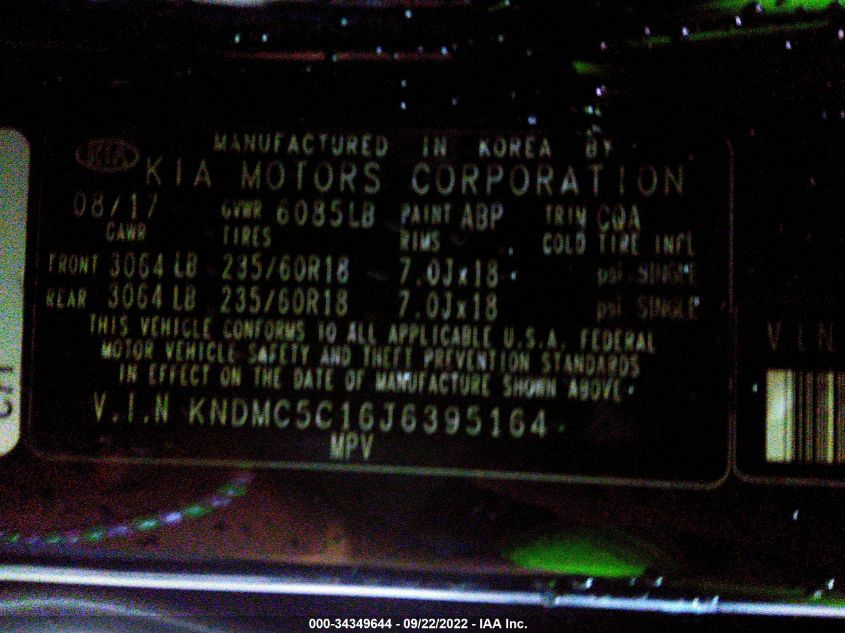 KIA
MANUFACTURED IN KOREA BY
KIA MOTORS CORPORATION
08/17 GVWR 6085LB PAINT ABP TRIM CQA
GAWR TIRES RIMS COLD TIRE INFL
FRONT 3064 LB 235/60R18 7.0Jx18 psi SINGLE
REAR 3064 LB 235/60R18 7.0Jx18 psi SINGLE
THIS VEHICLE CONFORMS TO ALL APPLICABLE U.S.A. FEDERAL
MOTOR VEHICLE SAFETY AND THEFT PREVENTION STANDARDS
IN EFFECT ON THE DATE OF MANUFACTURE SHOWN ABOVE.
V.I.N KNDMC5C16J6395164
MPV
VIN
000-34349644 - 09/22/2022 - IAA Inc.